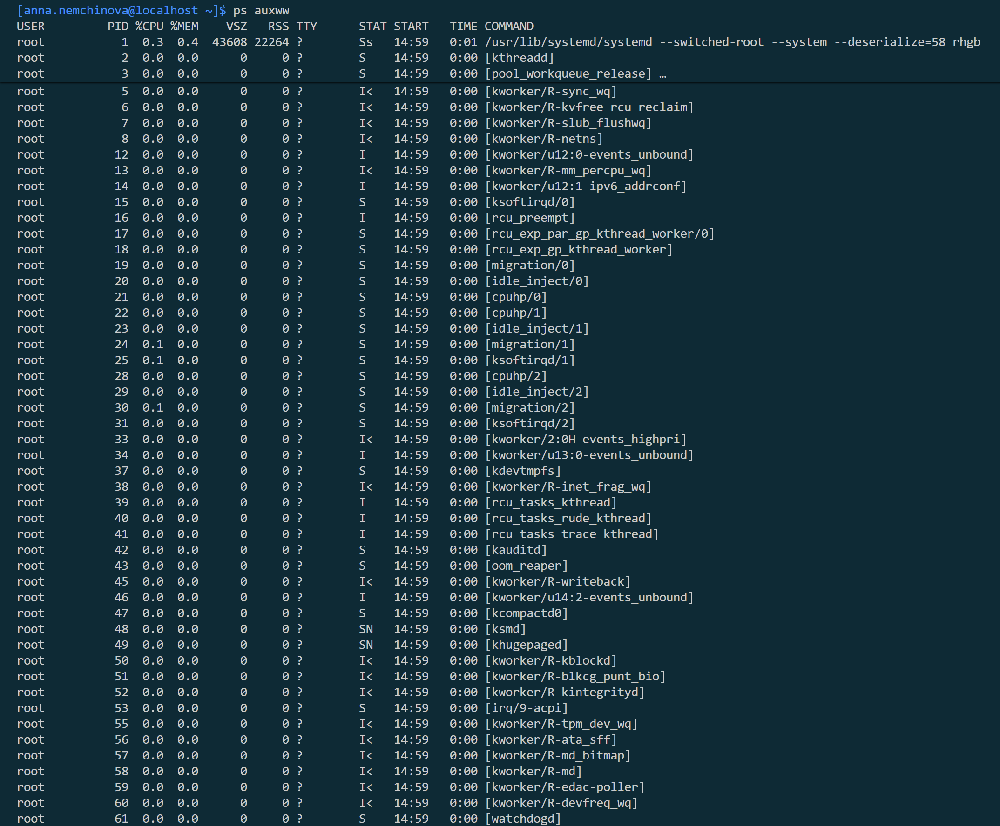 [anna.nemchinova@localhost ~]$ ps auxww
USER         PID %CPU %MEM    VSZ   RSS TTY      STAT START   TIME COMMAND
root           1  0.3  0.4  43608 22264 ?        Ss   14:59   0:01 /usr/lib/systemd/systemd --switched-root --system --deserialize=58 rhgb
root           2  0.0  0.0      0     0 ?        S    14:59   0:00 [kthreadd]
root           3  0.0  0.0      0     0 ?        S    14:59   0:00 [pool_workqueue_release] …
root           5  0.0  0.0      0     0 ?        I<   14:59   0:00 [kworker/R-sync_wq]
root           6  0.0  0.0      0     0 ?        I<   14:59   0:00 [kworker/R-kvfree_rcu_reclaim]
root           7  0.0  0.0      0     0 ?        I<   14:59   0:00 [kworker/R-slub_flushwq]
root           8  0.0  0.0      0     0 ?        I<   14:59   0:00 [kworker/R-netns]
root          12  0.0  0.0      0     0 ?        I    14:59   0:00 [kworker/u12:0-events_unbound]
root          13  0.0  0.0      0     0 ?        I<   14:59   0:00 [kworker/R-mm_percpu_wq]
root          14  0.0  0.0      0     0 ?        I    14:59   0:00 [kworker/u12:1-ipv6_addrconf]
root          15  0.0  0.0      0     0 ?        S    14:59   0:00 [ksoftirqd/0]
root          16  0.0  0.0      0     0 ?        I    14:59   0:00 [rcu_preempt]
root          17  0.0  0.0      0     0 ?        S    14:59   0:00 [rcu_exp_par_gp_kthread_worker/0]
root          18  0.0  0.0      0     0 ?        S    14:59   0:00 [rcu_exp_gp_kthread_worker]
root          19  0.0  0.0      0     0 ?        S    14:59   0:00 [migration/0]
root          20  0.0  0.0      0     0 ?        S    14:59   0:00 [idle_inject/0]
root          21  0.0  0.0      0     0 ?        S    14:59   0:00 [cpuhp/0]
root          22  0.0  0.0      0     0 ?        S    14:59   0:00 [cpuhp/1]
root          23  0.0  0.0      0     0 ?        S    14:59   0:00 [idle_inject/1]
root          24  0.1  0.0      0     0 ?        S    14:59   0:00 [migration/1]
root          25  0.1  0.0      0     0 ?        S    14:59   0:00 [ksoftirqd/1]
root          28  0.0  0.0      0     0 ?        S    14:59   0:00 [cpuhp/2]
root          29  0.0  0.0      0     0 ?        S    14:59   0:00 [idle_inject/2]
root          30  0.1  0.0      0     0 ?        S    14:59   0:00 [migration/2]
root          31  0.0  0.0      0     0 ?        S    14:59   0:00 [ksoftirqd/2]
root          33  0.0  0.0      0     0 ?        I<   14:59   0:00 [kworker/2:0H-events_highpri]
root          34  0.0  0.0      0     0 ?        I    14:59   0:00 [kworker/u13:0-events_unbound]
root          37  0.0  0.0      0     0 ?        S    14:59   0:00 [kdevtmpfs]
root          38  0.0  0.0      0     0 ?        I<   14:59   0:00 [kworker/R-inet_frag_wq]
root          39  0.0  0.0      0     0 ?        I    14:59   0:00 [rcu_tasks_kthread]
root          40  0.0  0.0      0     0 ?        I    14:59   0:00 [rcu_tasks_rude_kthread]
root          41  0.0  0.0      0     0 ?        I    14:59   0:00 [rcu_tasks_trace_kthread]
root          42  0.0  0.0      0     0 ?        S    14:59   0:00 [kauditd]
root          43  0.0  0.0      0     0 ?        S    14:59   0:00 [oom_reaper]
root          45  0.0  0.0      0     0 ?        I<   14:59   0:00 [kworker/R-writeback]
root          46  0.0  0.0      0     0 ?        I    14:59   0:00 [kworker/u14:2-events_unbound]
root          47  0.0  0.0      0     0 ?        S    14:59   0:00 [kcompactd0]
root          48  0.0  0.0      0     0 ?        SN   14:59   0:00 [ksmd]
root          49  0.0  0.0      0     0 ?        SN   14:59   0:00 [khugepaged]
root          50  0.0  0.0      0     0 ?        I<   14:59   0:00 [kworker/R-kblockd]
root          51  0.0  0.0      0     0 ?        I<   14:59   0:00 [kworker/R-blkcg_punt_bio]
root          52  0.0  0.0      0     0 ?        I<   14:59   0:00 [kworker/R-kintegrityd]
root          53  0.0  0.0      0     0 ?        S    14:59   0:00 [irq/9-acpi]
root          55  0.0  0.0      0     0 ?        I<   14:59   0:00 [kworker/R-tpm_dev_wq]
root          56  0.0  0.0      0     0 ?        I<   14:59   0:00 [kworker/R-ata_sff]
root          57  0.0  0.0      0     0 ?        I<   14:59   0:00 [kworker/R-md_bitmap]
root          58  0.0  0.0      0     0 ?        I<   14:59   0:00 [kworker/R-md]
root          59  0.0  0.0      0     0 ?        I<   14:59   0:00 [kworker/R-edac-poller]
root          60  0.0  0.0      0     0 ?        I<   14:59   0:00 [kworker/R-devfreq_wq]
root          61  0.0  0.0      0     0 ?        S    14:59   0:00 [watchdogd]